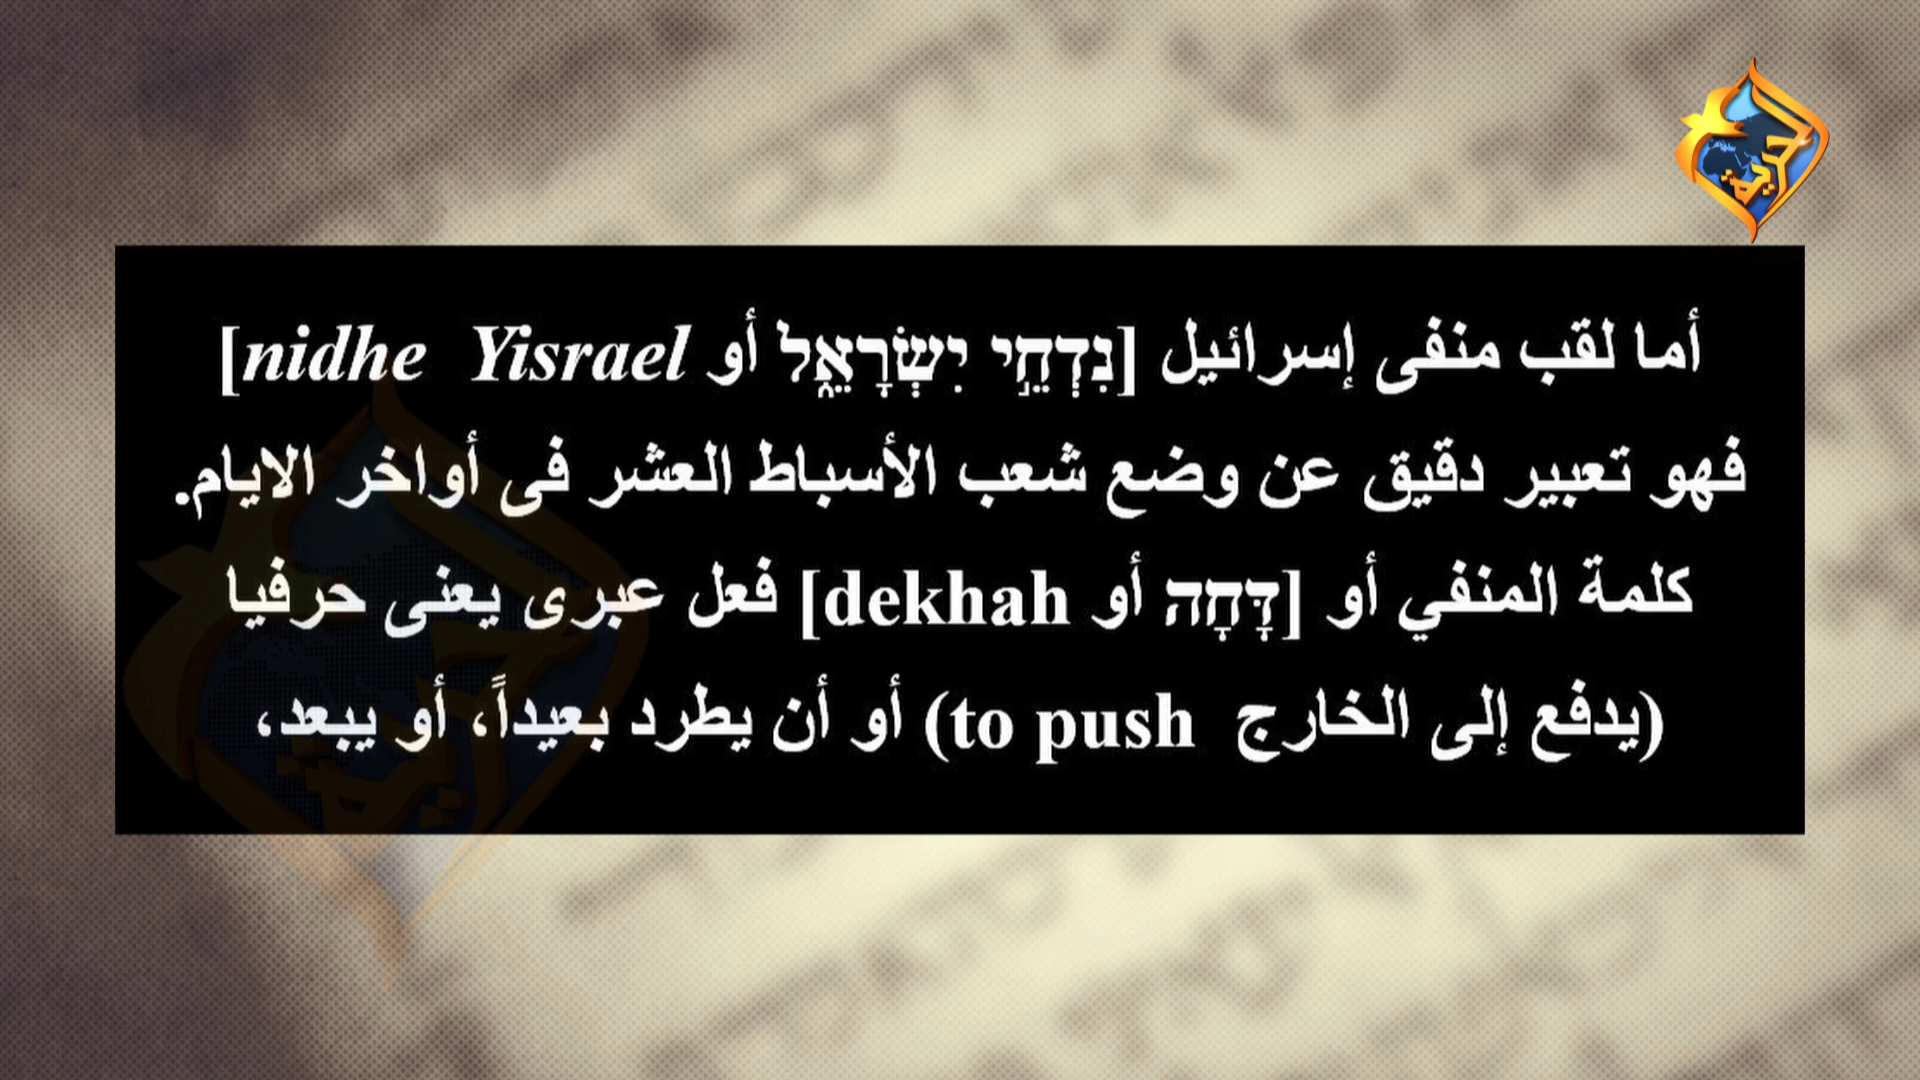 الحرية
أما لقب منفى إسرائيل [נִדְחֵי יִשְׂרָאֵל أو nidhe Yisrael]
فهو تعبير دقيق عن وضع شعب الأسباط العشر فى أواخر الايام.
كلمة المنفي أو [דָּחָה أو dekhah] فعل عبرى يعنى حرفيا
(يدفع إلى الخارج to push) أو أن يطرد بعيداً، أو يبعد،